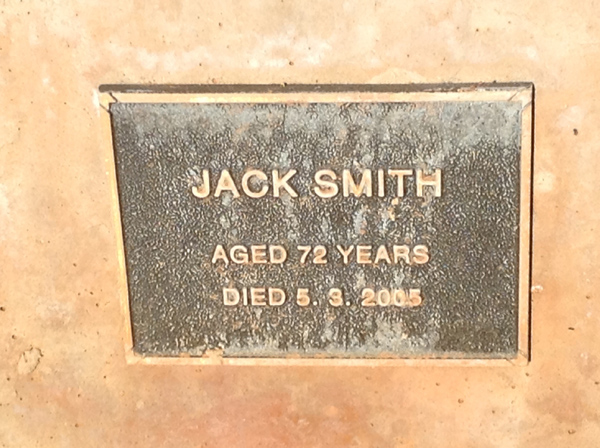 JACK SMITH
AGED 72 YEARS
DIED 5. 3. 2005